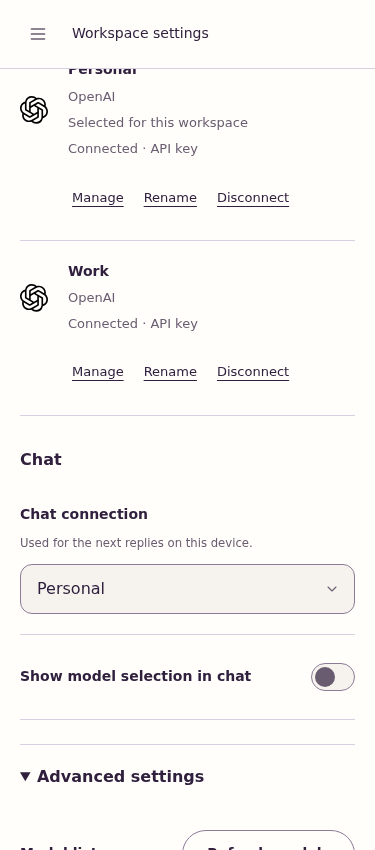 Workspace settings
Personal
OpenAI
Selected for this workspace
Connected · API key
Manage Rename Disconnect
Work
OpenAI
Connected · API key
Manage Rename Disconnect
Chat
Chat connection
Used for the next replies on this device.
Personal
Show model selection in chat
Advanced settings